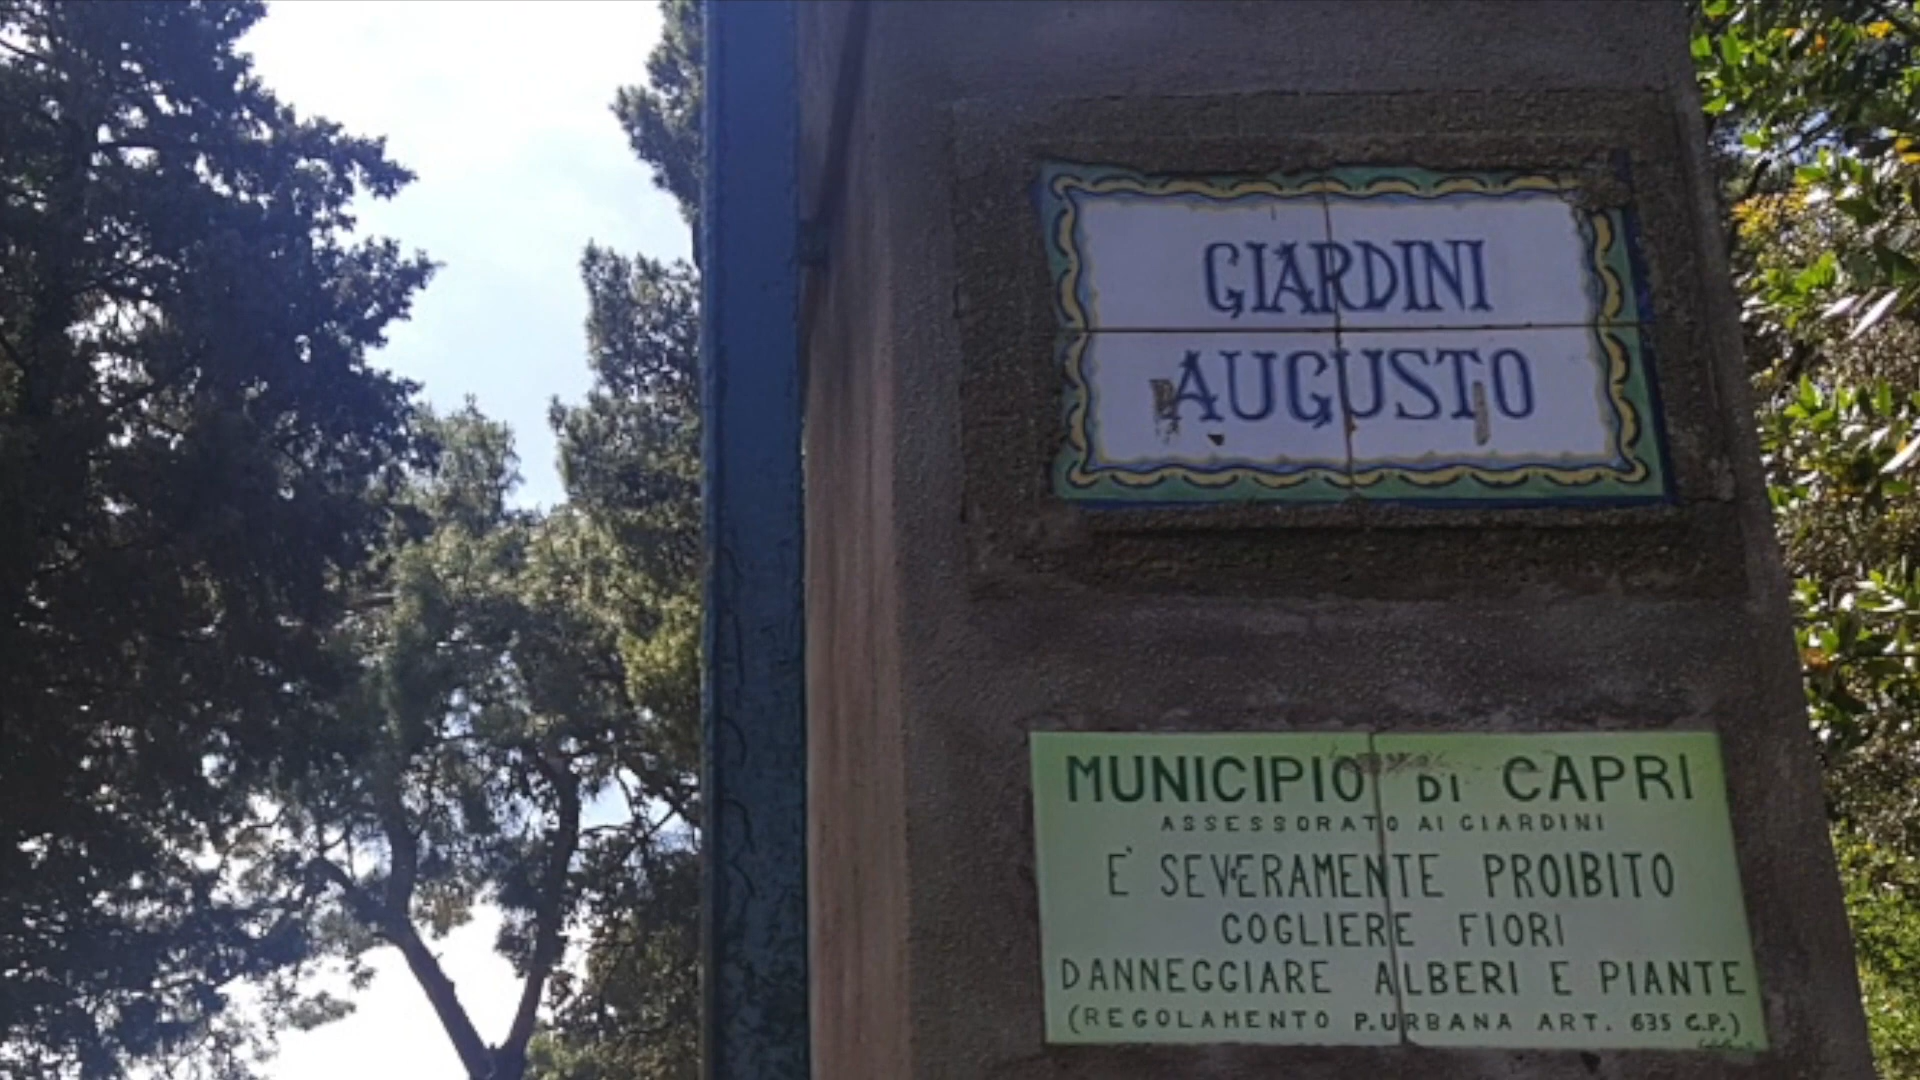 GIARDINI
AUGUSTO
MUNICIPIO DI CAPRI
ASSESSORATO AI GIARDINI
E' SEVERAMENTE PROIBITO
COGLIERE FIORI
DANNEGGIARE ALBERI E PIANTE
(REGOLAMENTO P.URBANA ART. 635 C.P.)